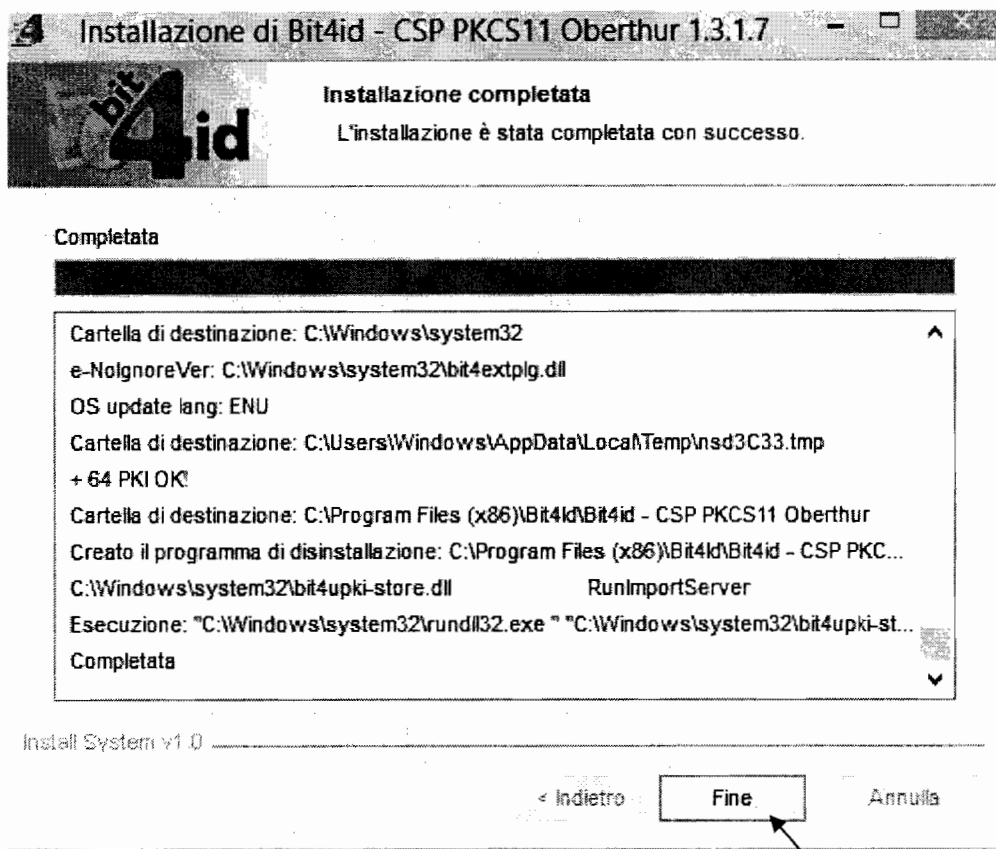 Installazione di Bit4id - CSP PKCS11 Oberthur 1.3.1.7
bit
4id
Installazione completata
L'installazione è stata completata con successo.
Completata
Cartella di destinazione: C:\Windows\system32
e-NoIgnoreVer: C:\Windows\system32\bit4extplg.dll
OS update lang: ENU
Cartella di destinazione: C:\Users\Windows\AppData\Local\Temp\nsd3C33.tmp
+ 64 PKI OK!
Cartella di destinazione: C:\Program Files (x86)\Bit4Id\Bit4id - CSP PKCS11 Oberthur
Creato il programma di disinstallazione: C:\Program Files (x86)\Bit4Id\Bit4id - CSP PKC...
C:\Windows\system32\bit4upki-store.dll RunImportServer
Esecuzione: "C:\Windows\system32\rundll32.exe " "C:\Windows\system32\bit4upki-st...
Completata
Install System v1.0
< Indietro Fine Annulla